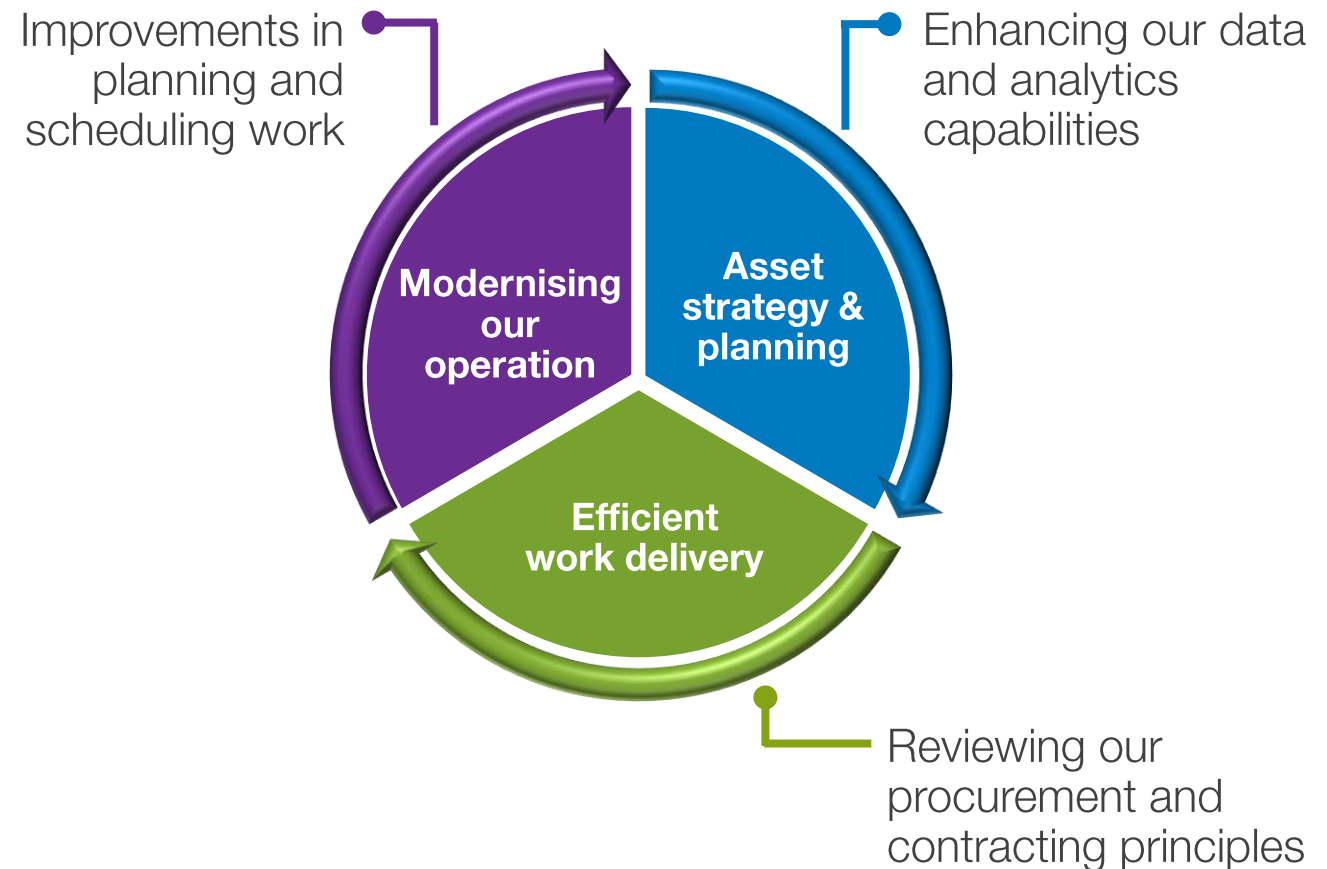 Improvements in
planning and
scheduling work
Enhancing our data
and analytics
capabilities
Modernising
our
operation
Asset
strategy &
planning
Efficient
work delivery
Reviewing our
procurement and
contracting principles